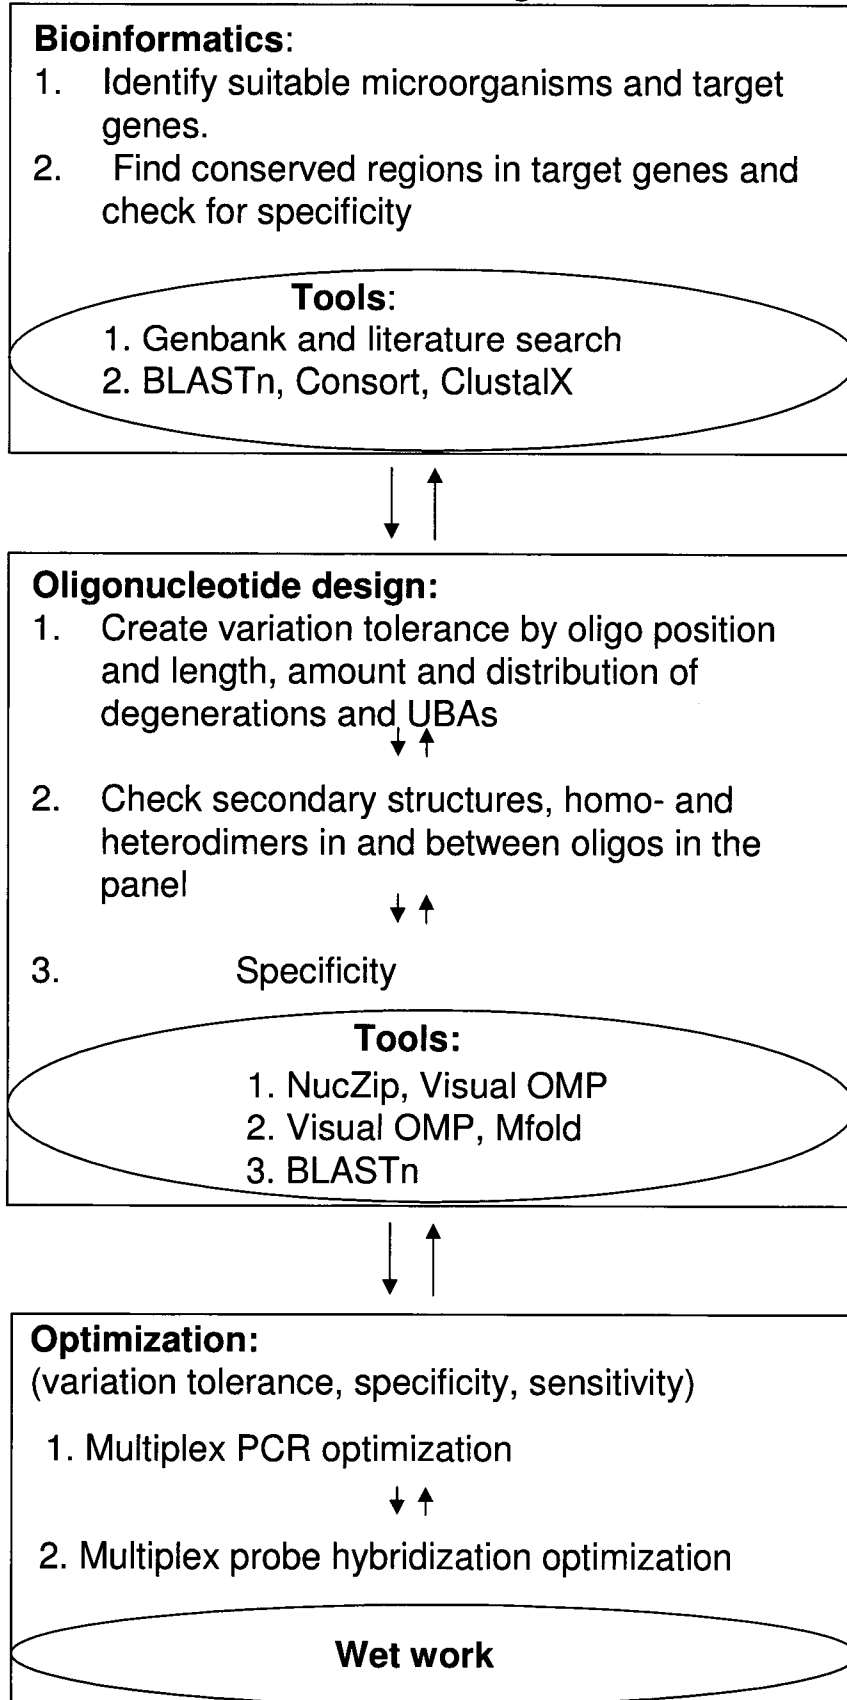 Bioinformatics:
1. Identify suitable microorganisms and target
genes.
2. Find conserved regions in target genes and
check for specificity
Tools:
1. Genbank and literature search
2. BLASTn, Consort, ClustalX
Oligonucleotide design:
1. Create variation tolerance by oligo position
and length, amount and distribution of
degenerations and UBAs
2. Check secondary structures, homo- and
heterodimers in and between oligos in the
panel
3. Specificity
Tools:
1. NucZip, Visual OMP
2. Visual OMP, Mfold
3. BLASTn
Optimization:
(variation tolerance, specificity, sensitivity)
1. Multiplex PCR optimization
2. Multiplex probe hybridization optimization
Wet work